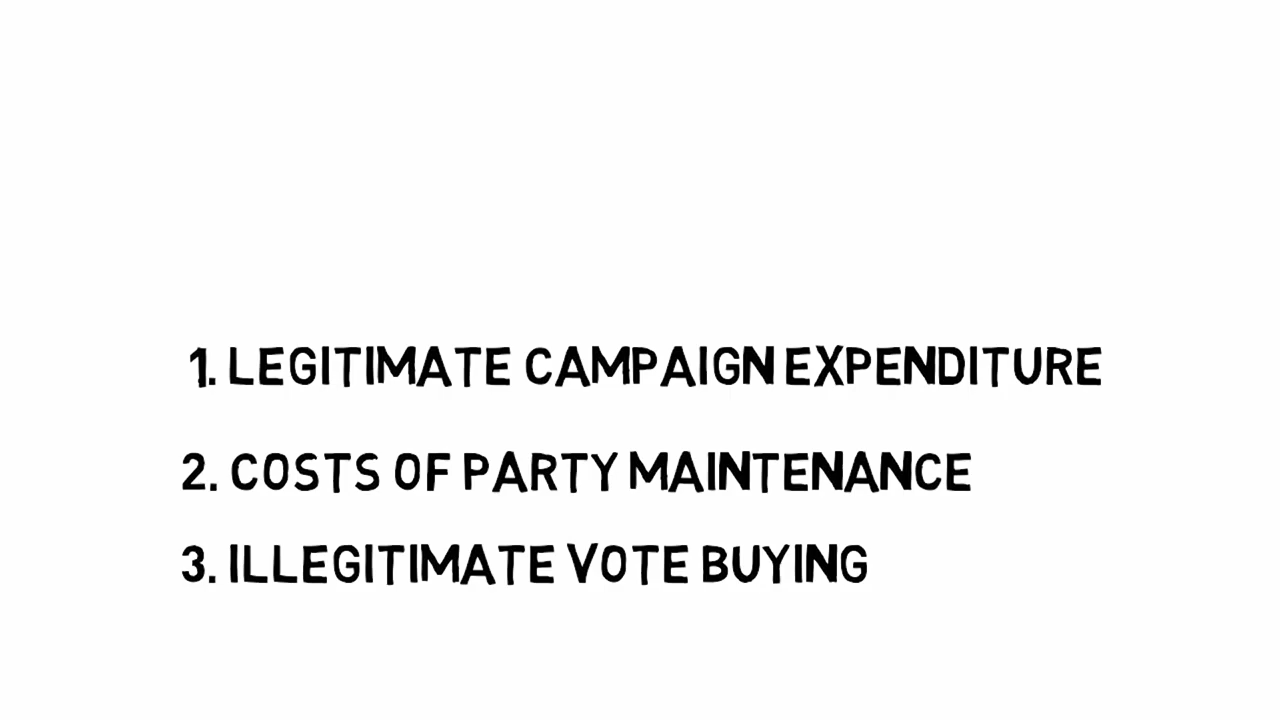 1. LEGITIMATE CAMPAIGN EXPENDITURE
2. COSTS OF PARTY MAINTENANCE
3. ILLEGITIMATE VOTE BUYING